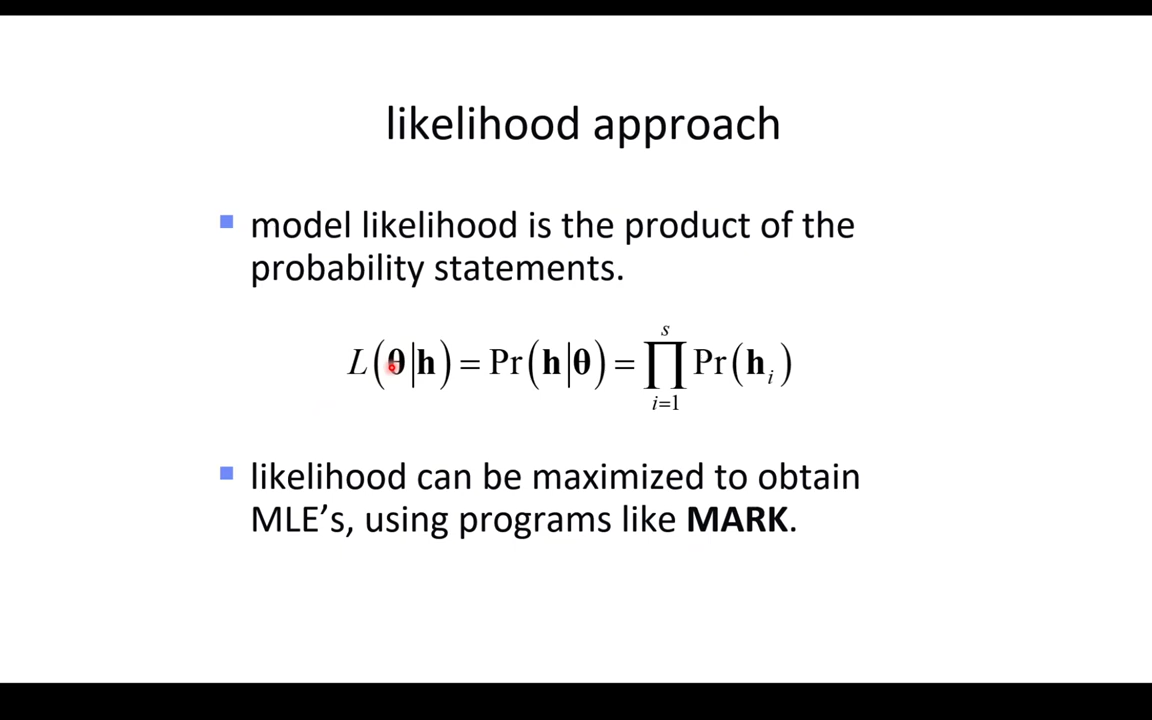 likelihood approach
model likelihood is the product of the
probability statements.
L(θ|h) = Pr(h|θ) = ∏_{i=1}^{s} Pr(h_i)
likelihood can be maximized to obtain
MLE’s, using programs like MARK.